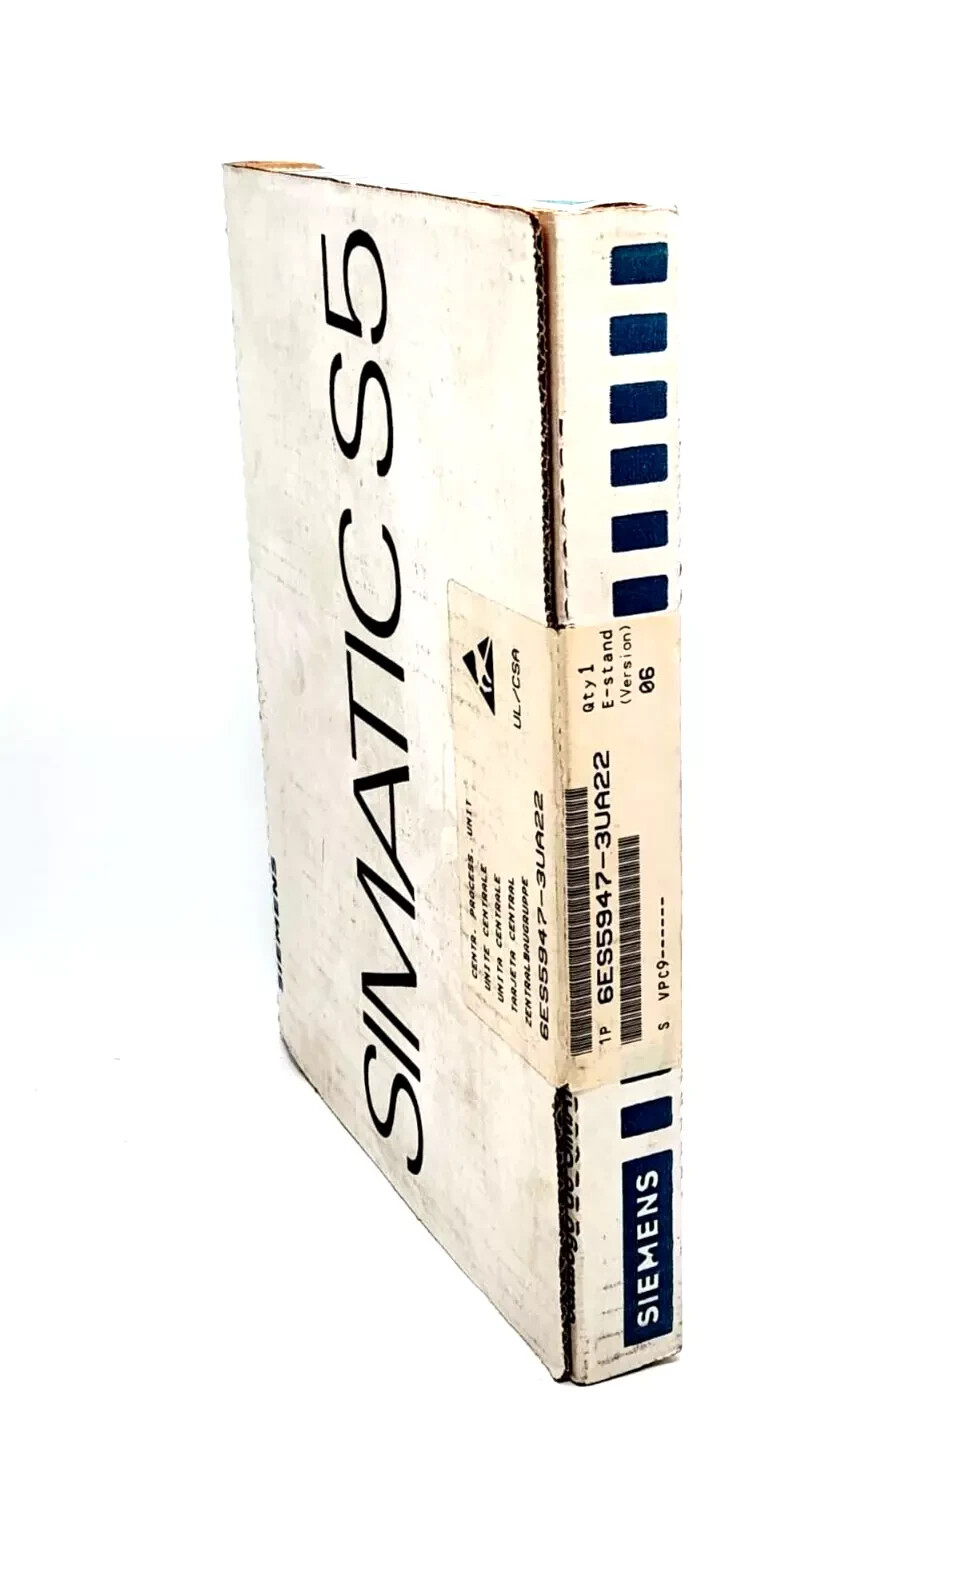 SIMATIC S5
SIEMENS
UL/CSA
CENTR. PROCESS. UNIT
UNITE CENTRALE
UNITA CENTRALE
TARJETA CENTRAL
ZENTRALBAUGRUPPE
6ES5947-3UA22
Qty 1
E-stand
(Version)
06
1P 6ES5947-3UA22
S VPC9------
SIEMENS